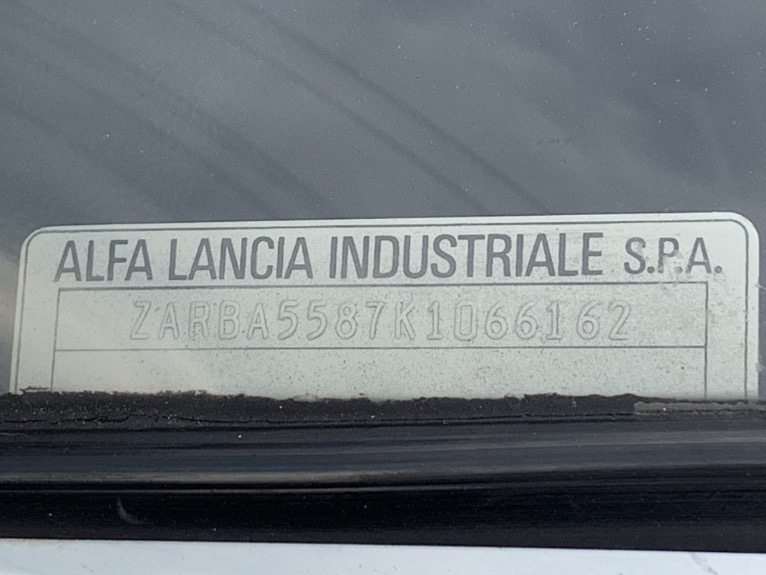 ALFA LANCIA INDUSTRIALE S.P.A.
ZARBA5587K1066162